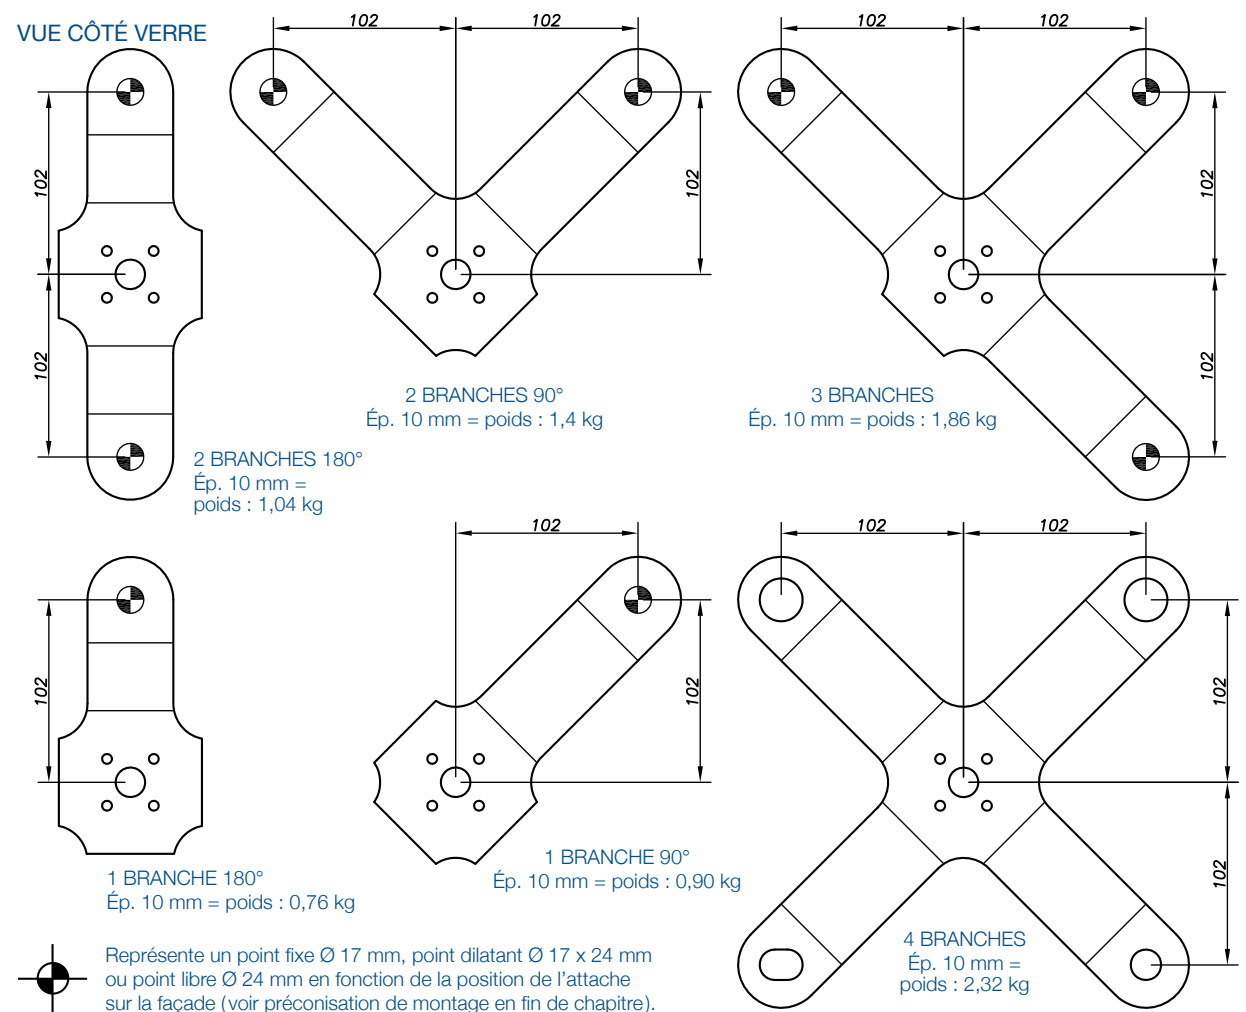 VUE CÔTÉ VERRE
102
102
102
102
102
102
102
102
102
2 BRANCHES 90°
Ép. 10 mm = poids : 1,4 kg
3 BRANCHES
Ép. 10 mm = poids : 1,86 kg
2 BRANCHES 180°
Ép. 10 mm =
poids : 1,04 kg
102
102
102
102
102
102
102
102
1 BRANCHE 180°
Ép. 10 mm = poids : 0,76 kg
1 BRANCHE 90°
Ép. 10 mm = poids : 0,90 kg
4 BRANCHES
Ép. 10 mm =
poids : 2,32 kg
Représente un point fixe Ø 17 mm, point dilatant Ø 17 x 24 mm
ou point libre Ø 24 mm en fonction de la position de l'attache
sur la façade (voir préconisation de montage en fin de chapitre).